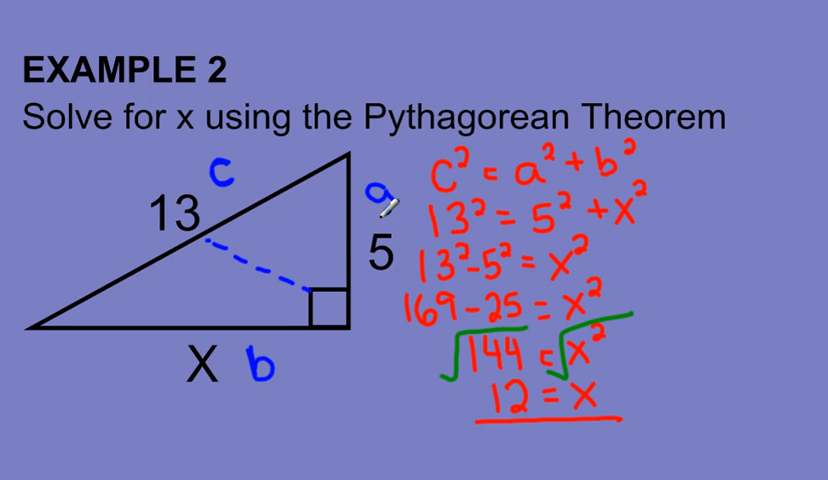 EXAMPLE 2
Solve for x using the Pythagorean Theorem
c
13
a
5
X b
c² = a² + b²
13² = 5² + x²
13² - 5² = x²
169 - 25 = x²
√144 = √x²
12 = x